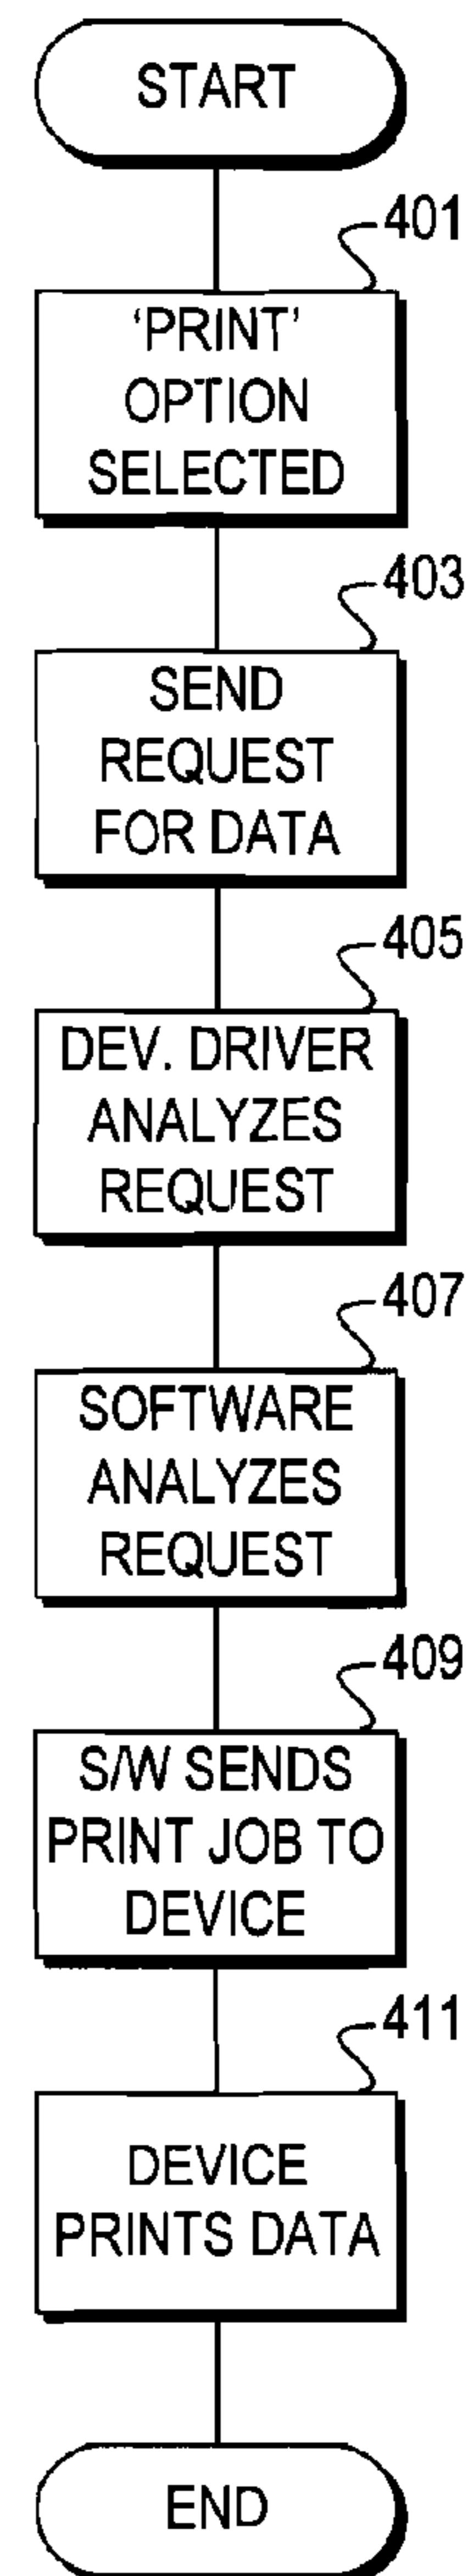 START
401
'PRINT'
OPTION
SELECTED
403
SEND
REQUEST
FOR DATA
405
DEV. DRIVER
ANALYZES
REQUEST
407
SOFTWARE
ANALYZES
REQUEST
409
S/W SENDS
PRINT JOB TO
DEVICE
411
DEVICE
PRINTS DATA
END